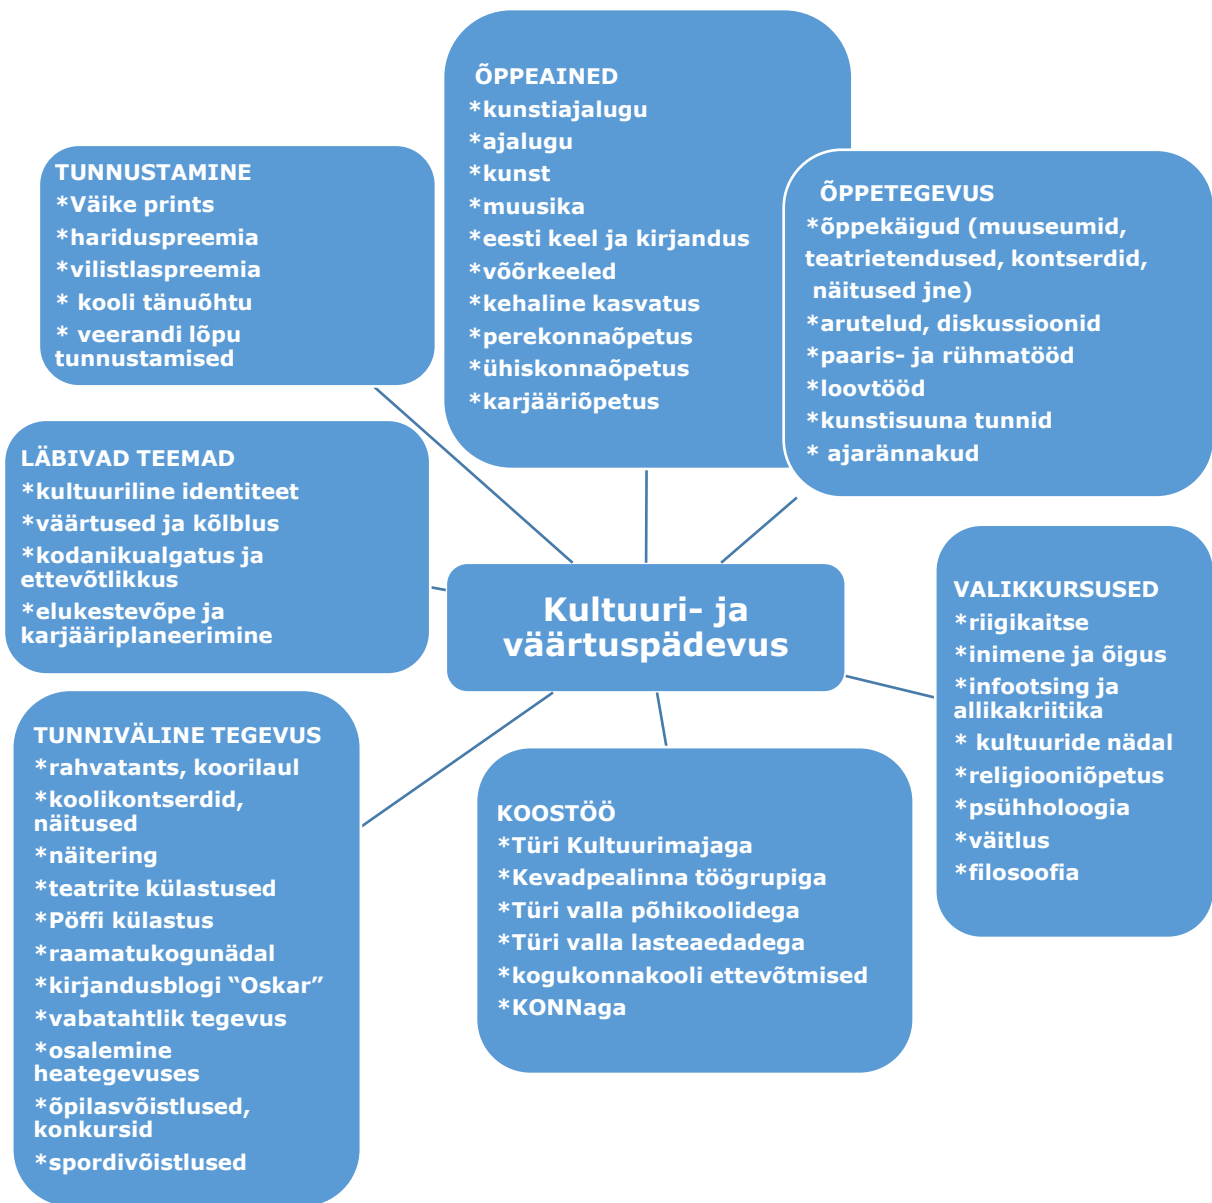 ÕPPEAINED
*kunstiajalugu
*ajalugu
*kunst
*muusika
*eesti keel ja kirjandus
*võõrkeeled
*kehaline kasvatus
*perekonnaõpetus
*ühiskonnaõpetus
*karjääriõpetus
TUNNUSTAMINE
*Väike prints
*hariduspreemia
*vilistlaspreemia
* kooli tänuõhtu
* veerandi lõpu
tunnustamised
ÕPPETEGEVUS
*õppekäigud (muuseumid,
teatrietendused, kontserdid,
näitused jne)
*arutelud, diskussioonid
*paaris– ja rühmatööd
*loovtööd
*kunstisuuna tunnid
* ajarännakud
LÄBIVAD TEEMAD
*kultuuriline identiteet
*väärtused ja kõlblus
*kodanikualgatus ja
ettevõtlikkus
*elukestevõpe ja
karjääriplaneerimine
Kultuuri– ja
väärtuspädevus
VALIKKURSUSED
*riigikaitse
*inimene ja õigus
*infootsing ja
allikakriitika
* kultuuride nädal
*religiooniõpetus
*psühholoogia
*väitlus
*filosoofia
TUNNIVÄLINE TEGEVUS
*rahvatants, koorilaul
*koolikontserdid,
näitused
*näitering
*teatrite külastused
*Pöffi külastus
*raamatukogunädal
*kirjandusblogi “Oskar”
*vabatahtlik tegevus
*osalemine
heategevuses
*õpilasvõistlused,
konkursid
*spordivõistlused
KOOSTÖÖ
*Türi Kultuurimajaga
*Kevadpealinna töögrupiga
*Türi valla põhikoolidega
*Türi valla lasteaedadega
*kogukonnakooli ettevõtmised
*KONNaga